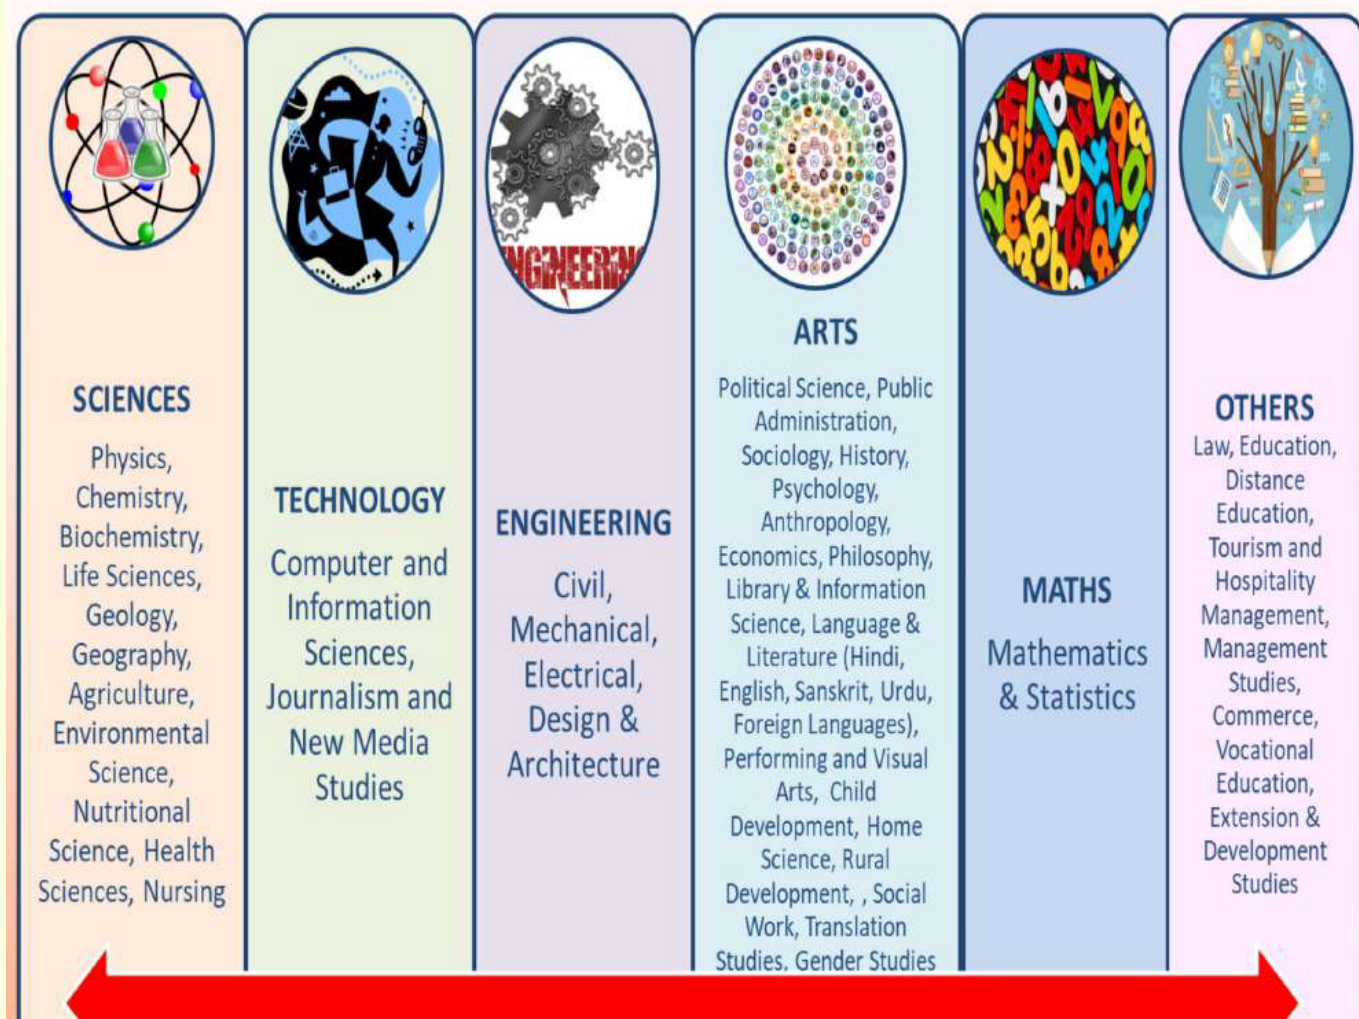 SCIENCES
Physics,
Chemistry,
Biochemistry,
Life Sciences,
Geology,
Geography,
Agriculture,
Environmental
Science,
Nutritional
Science, Health
Sciences, Nursing
TECHNOLOGY
Computer and
Information
Sciences,
Journalism and
New Media
Studies
NGINEERIN
ENGINEERING
Civil,
Mechanical,
Electrical,
Design &
Architecture
ARTS
Political Science, Public
Administration,
Sociology, History,
Psychology,
Anthropology,
Economics, Philosophy,
Library & Information
Science, Language &
Literature (Hindi,
English, Sanskrit, Urdu,
Foreign Languages),
Performing and Visual
Arts, Child
Development, Home
Science, Rural
Development, , Social
Work, Translation
Studies, Gender Studies
MATHS
Mathematics
& Statistics
OTHERS
Law, Education,
Distance
Education,
Tourism and
Hospitality
Management,
Management
Studies,
Commerce,
Vocational
Education,
Extension &
Development
Studies